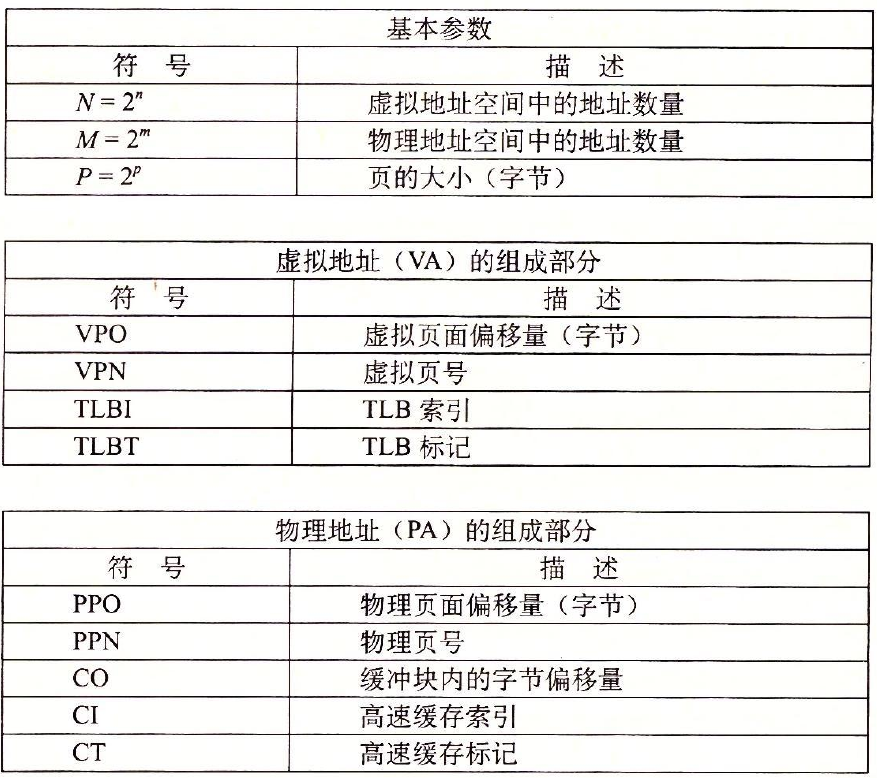 基本参数
符 号 描 述
N = 2ⁿ 虚拟地址空间中的地址数量
M = 2ᵐ 物理地址空间中的地址数量
P = 2ᵖ 页的大小（字节）
虚拟地址（VA）的组成部分
符 号 描 述
VPO 虚拟页面偏移量（字节）
VPN 虚拟页号
TLBI TLB 索引
TLBT TLB 标记
物理地址（PA）的组成部分
符 号 描 述
PPO 物理页面偏移量（字节）
PPN 物理页号
CO 缓冲块内的字节偏移量
CI 高速缓存索引
CT 高速缓存标记